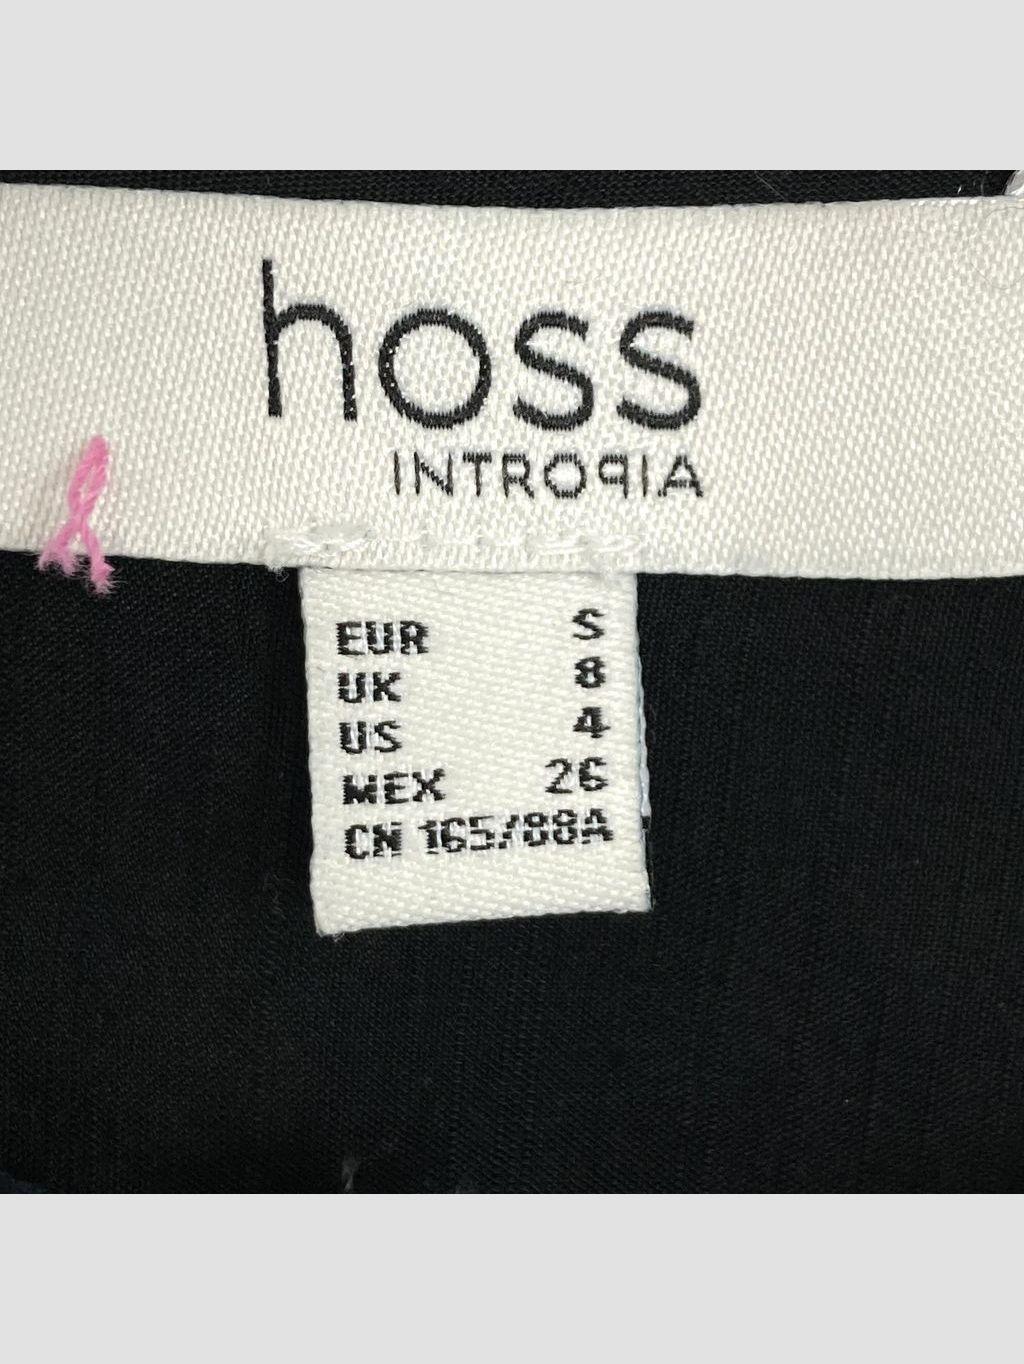 hoss
INTROPIA
EUR S
UK 8
US 4
MEX 26
CN 165/88A